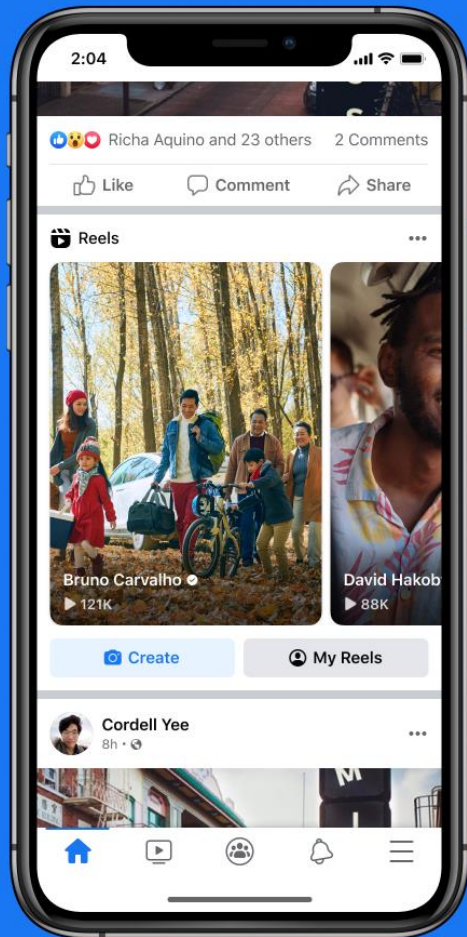 2:04
Richa Aquino and 23 others 2 Comments
Like Comment Share
Reels
Bruno Carvalho
121K
David Hakob
88K
Create My Reels
Cordell Yee
8h
M
I